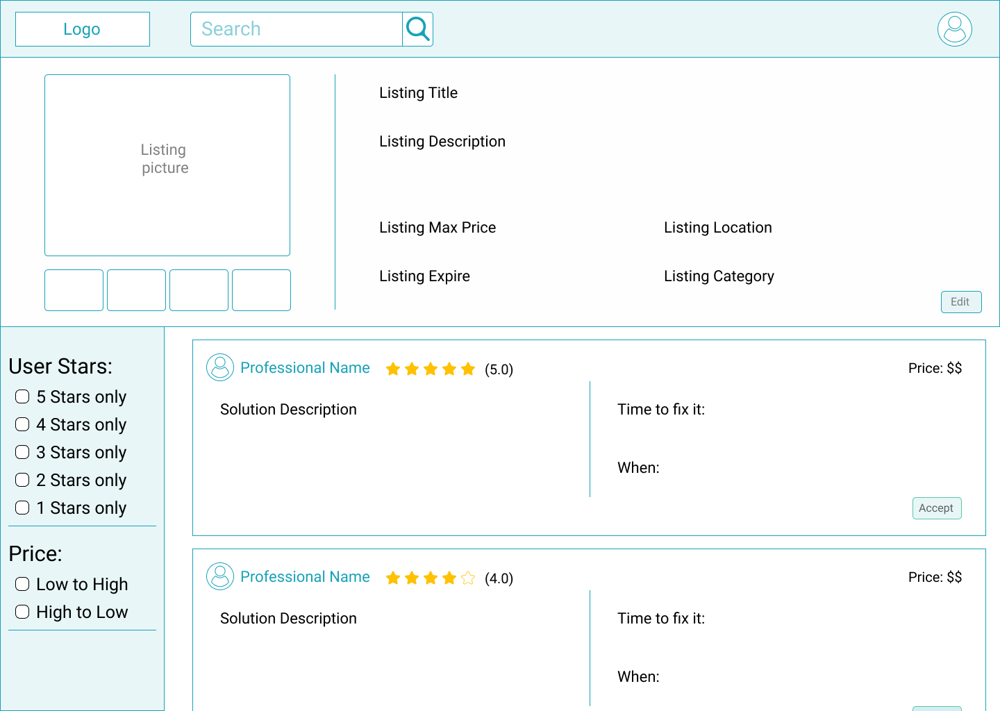 Logo
Search
Listing
picture
Listing Title
Listing Description
Listing Max Price
Listing Location
Listing Expire
Listing Category
Edit
User Stars:
5 Stars only
4 Stars only
3 Stars only
2 Stars only
1 Stars only
Price:
Low to High
High to Low
Professional Name (5.0) Price: $$
Solution Description
Time to fix it:
When:
Accept
Professional Name (4.0) Price: $$
Solution Description
Time to fix it:
When: